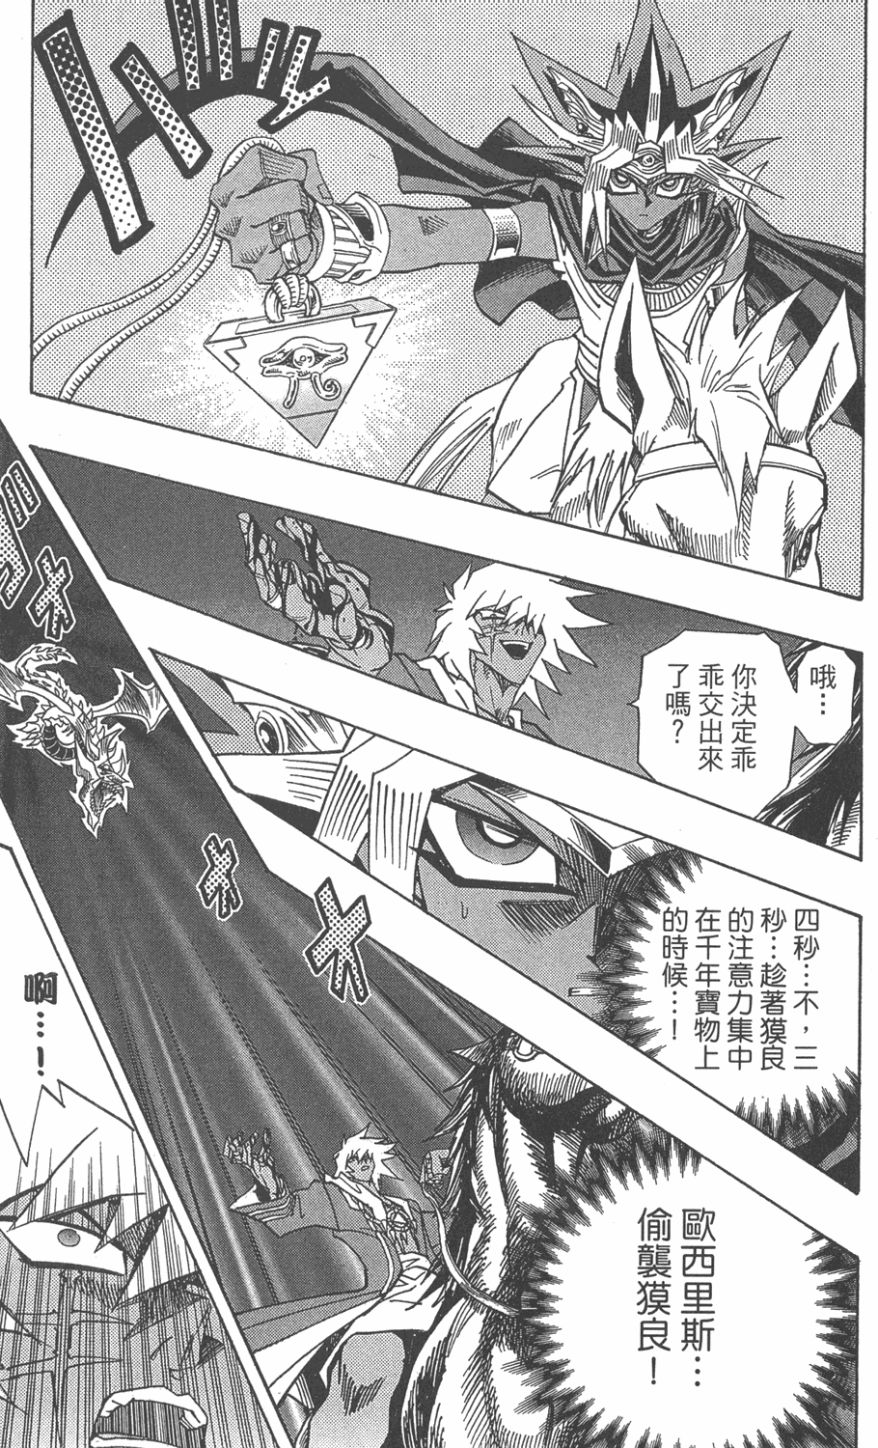 哦…
你決定乖
乖交出來
了嗎？
四秒…不，三
秒…趁著獏良
的注意力集中
在千年寶物上
的時候…！
歐西里斯…
偷襲獏良！
啊…！